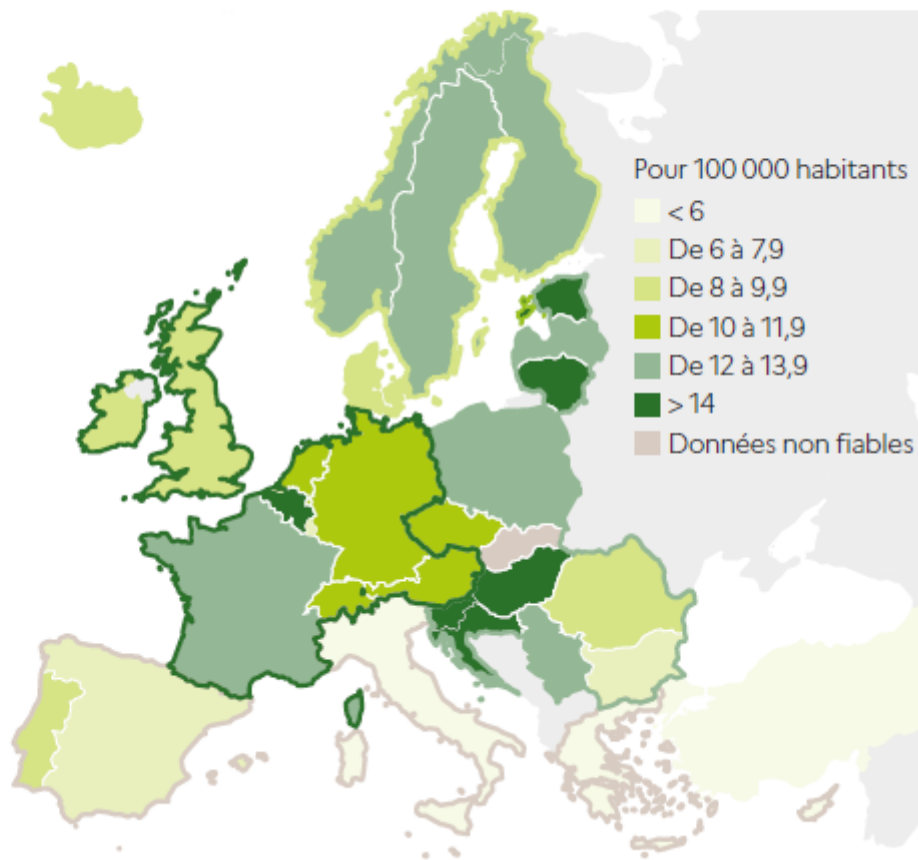 Pour 100 000 habitants
< 6
De 6 à 7,9
De 8 à 9,9
De 10 à 11,9
De 12 à 13,9
> 14
Données non fiables